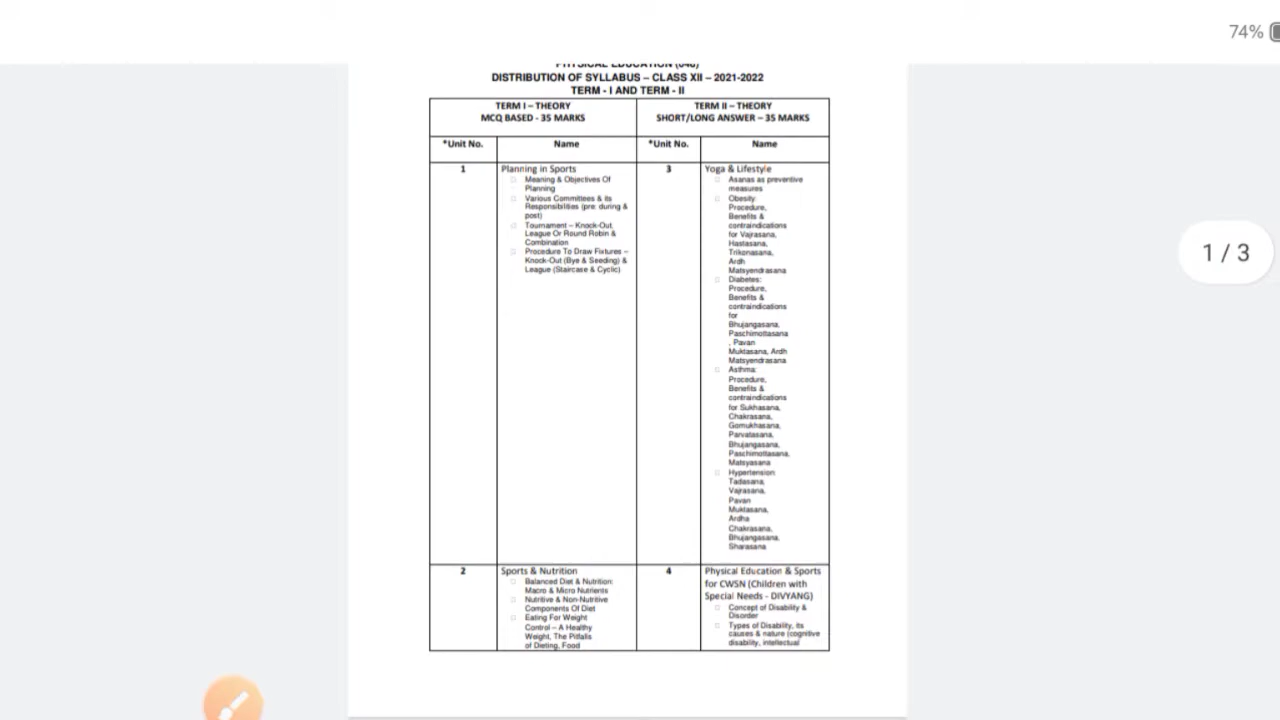 74%
PHYSICAL EDUCATION (048)
DISTRIBUTION OF SYLLABUS – CLASS XII – 2021-2022
TERM - I AND TERM - II
TERM I – THEORY
MCQ BASED - 35 MARKS
TERM II – THEORY
SHORT/LONG ANSWER – 35 MARKS
*Unit No.
Name
*Unit No.
Name
1
Planning in Sports
Meaning & Objectives Of
Planning
Various Committees & its
Responsibilities (pre; during &
post)
Tournament – Knock-Out,
League Or Round Robin &
Combination
Procedure To Draw Fixtures –
Knock-Out (Bye & Seeding) &
League (Staircase & Cyclic)
3
Yoga & Lifestyle
Asanas as preventive
measures
Obesity:
Procedure,
Benefits &
contraindications
for Vajrasana,
Hastasana,
Trikonasana,
Ardh
Matsyendrasana
Diabetes:
Procedure,
Benefits &
contraindications
for
Bhujangasana,
Paschimottasana
, Pavan
Muktasana, Ardh
Matsyendrasana
Asthma:
Procedure,
Benefits &
contraindications
for Sukhasana,
Chakrasana,
Gomukhasana,
Parvatasana,
Bhujangasana,
Paschimottasana,
Matsyasana
Hypertension:
Tadasana,
Vajrasana,
Pavan
Muktasana,
Ardha
Chakrasana,
Bhujangasana,
Sharasana
2
Sports & Nutrition
Balanced Diet & Nutrition:
Macro & Micro Nutrients
Nutritive & Non-Nutritive
Components Of Diet
Eating For Weight
Control – A Healthy
Weight, The Pitfalls
of Dieting, Food
4
Physical Education & Sports
for CWSN (Children with
Special Needs - DIVYANG)
Concept of Disability &
Disorder
Types of Disability, its
causes & nature (cognitive
disability, intellectual
1 / 3